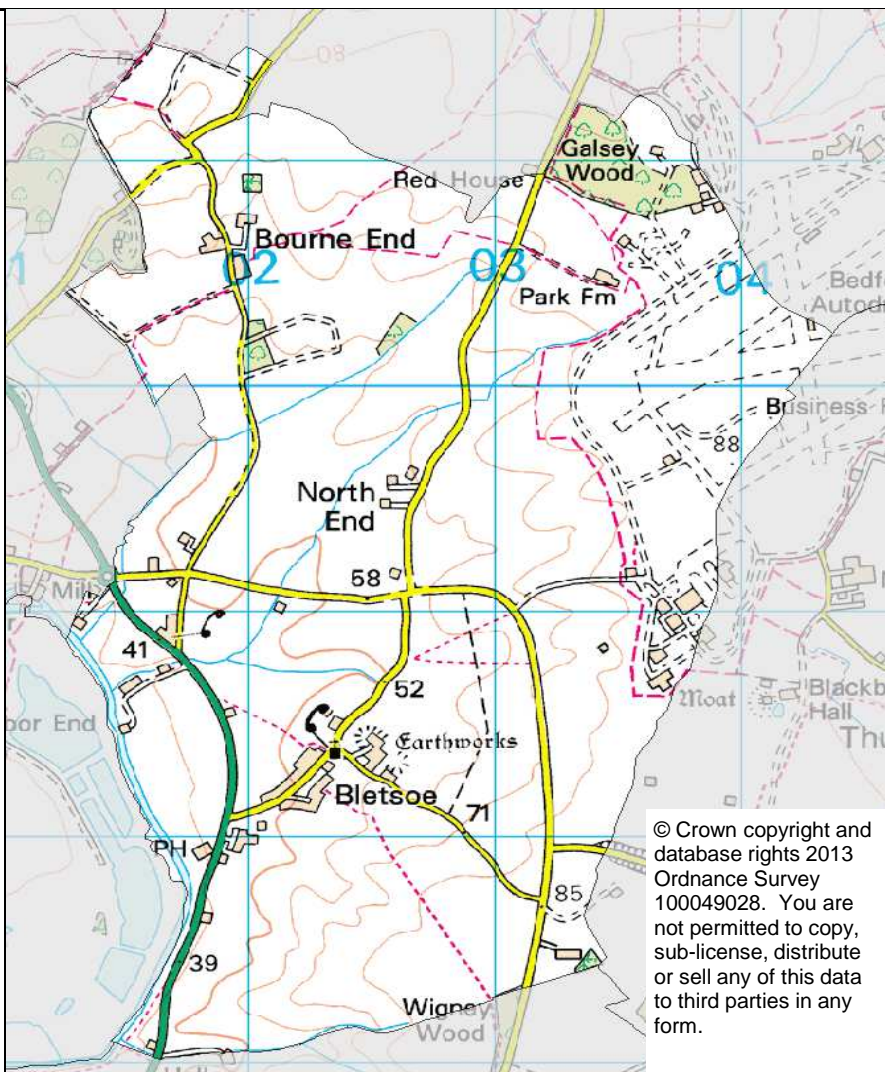 08
Galsey
Wood
Red House
Bourne End
02
03
04
1
Park Fm
Bedf
Autod
Business
88
North
End
58
Mill
41
Moat
Blackb
Hall
Thu
oor End
52
Earthworks
Bletsoe
71
PH
85
39
Wignay
Wood
© Crown copyright and
database rights 2013
Ordnance Survey
100049028. You are
not permitted to copy,
sub-license, distribute
or sell any of this data
to third parties in any
form.